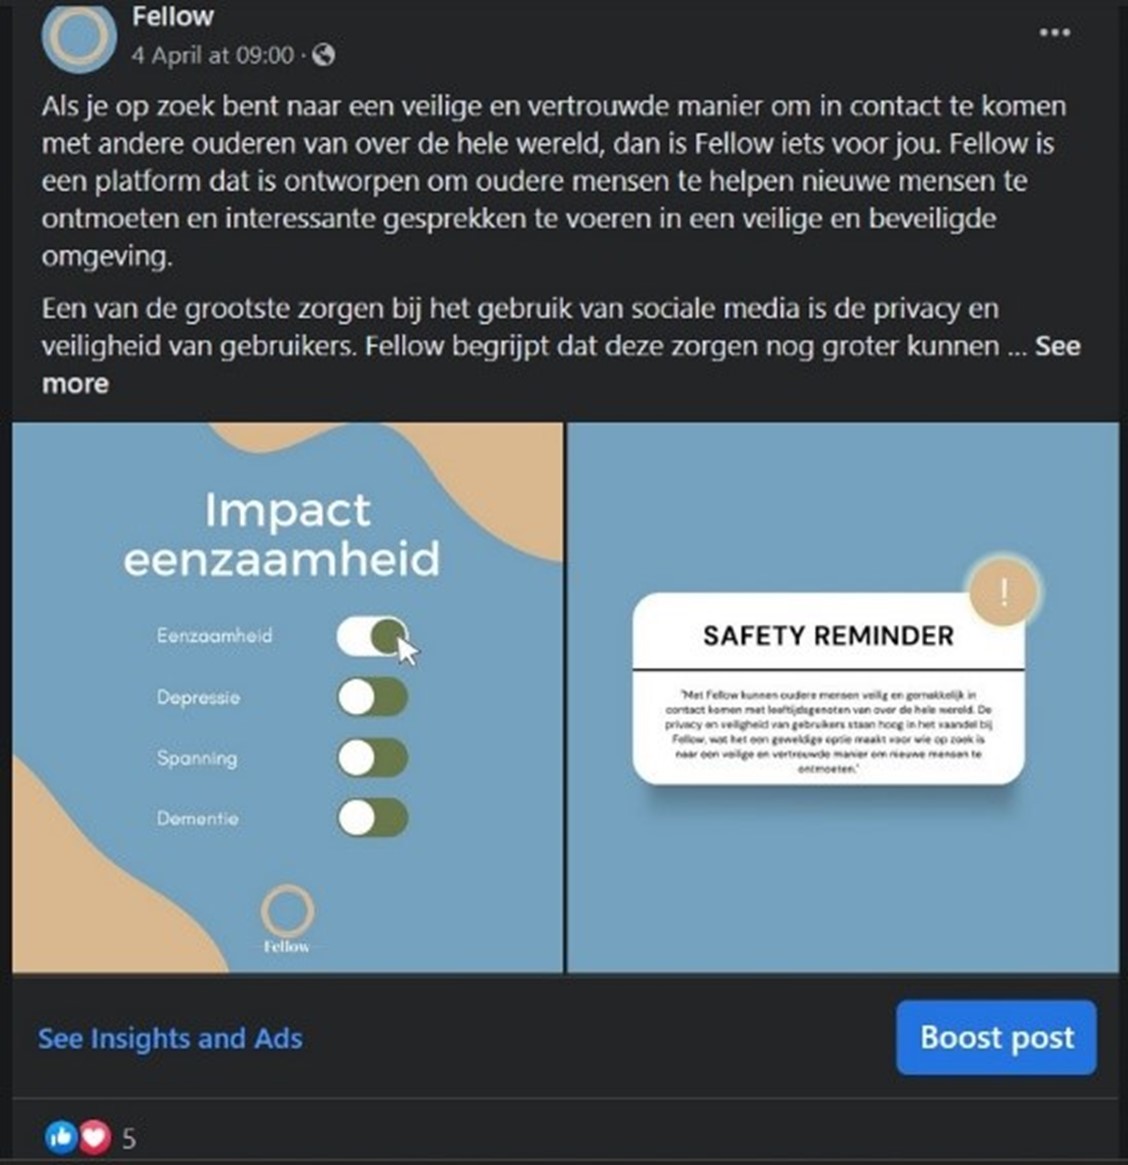 Fellow
4 April at 09:00 ·
Als je op zoek bent naar een veilige en vertrouwde manier om in contact te komen
met andere ouderen van over de hele wereld, dan is Fellow iets voor jou. Fellow is
een platform dat is ontworpen om oudere mensen te helpen nieuwe mensen te
ontmoeten en interessante gesprekken te voeren in een veilige en beveiligde
omgeving.
Een van de grootste zorgen bij het gebruik van sociale media is de privacy en
veiligheid van gebruikers. Fellow begrijpt dat deze zorgen nog groter kunnen ... See
more
Impact
eenzaamheid
Eenzaamheid
Depressie
Spanning
Dementie
Fellow
!
SAFETY REMINDER
"Met Fellow kunnen oudere mensen veilig en gemakkelijk in
contact komen met leeftijdsgenoten van over de hele wereld. De
privacy en veiligheid van gebruikers staan hoog in het vaandel bij
Fellow, wat het een geweldige optie maakt voor wie op zoek is
naar een veilige en vertrouwde manier om nieuwe mensen te
ontmoeten."
See Insights and Ads
Boost post
5